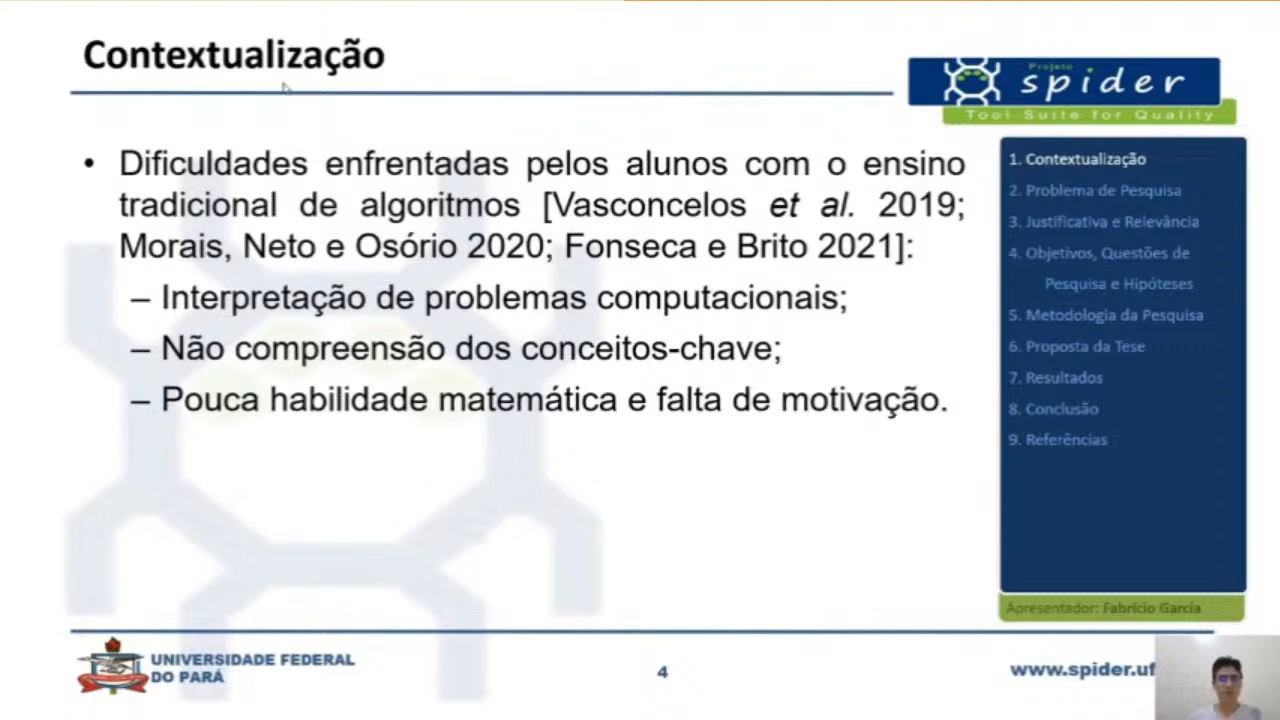 Contextualização
Projeto
spider
Tool Suite for Quality
• Dificuldades enfrentadas pelos alunos com o ensino
tradicional de algoritmos [Vasconcelos et al. 2019;
Morais, Neto e Osório 2020; Fonseca e Brito 2021]:
– Interpretação de problemas computacionais;
– Não compreensão dos conceitos-chave;
– Pouca habilidade matemática e falta de motivação.
1. Contextualização
2. Problema de Pesquisa
3. Justificativa e Relevância
4. Objetivos, Questões de
Pesquisa e Hipóteses
5. Metodologia da Pesquisa
6. Proposta da Tese
7. Resultados
8. Conclusão
9. Referências
Apresentador: Fabrício Garcia
UNIVERSIDADE FEDERAL
DO PARÁ
4
www.spider.uf